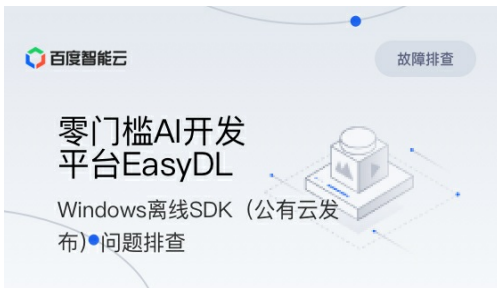 百度智能云
故障排查
零门槛AI开发
平台EasyDL
Windows离线SDK（公有云发
布）问题排查